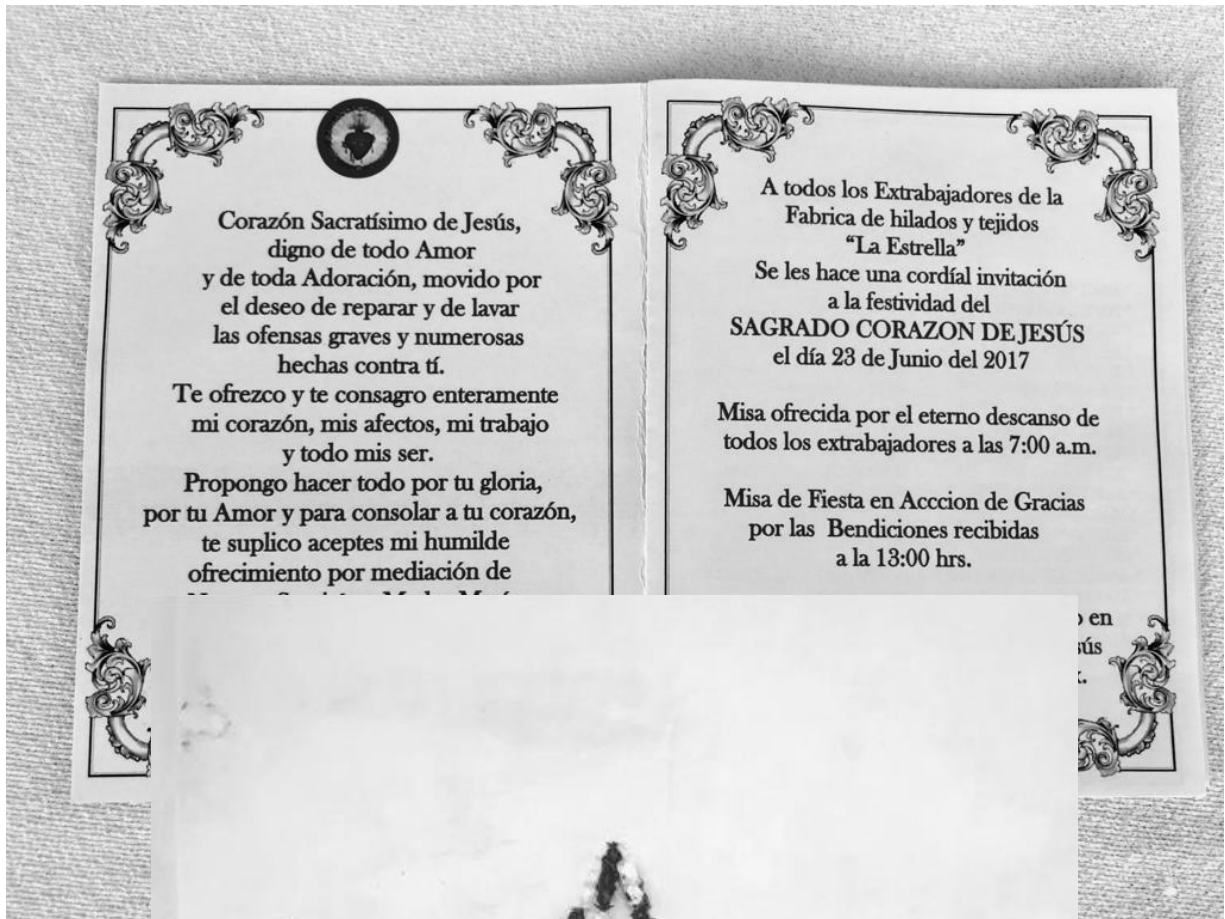 Corazón Sacratísimo de Jesús,
digno de todo Amor
y de toda Adoración, movido por
el deseo de reparar y de lavar
las ofensas graves y numerosas
hechas contra tí.
Te ofrezco y te consagro enteramente
mi corazón, mis afectos, mi trabajo
y todo mis ser.
Propongo hacer todo por tu gloria,
por tu Amor y para consolar a tu corazón,
te suplico aceptes mi humilde
ofrecimiento por mediación de
A todos los Extrabajadores de la
Fabrica de hilados y tejidos
“La Estrella”
Se les hace una cordíal invitación
a la festividad del
SAGRADO CORAZON DE JESÚS
el día 23 de Junio del 2017
Misa ofrecida por el eterno descanso de
todos los extrabajadores a las 7:00 a.m.
Misa de Fiesta en Acccion de Gracias
por las Bendiciones recibidas
a la 13:00 hrs.
en